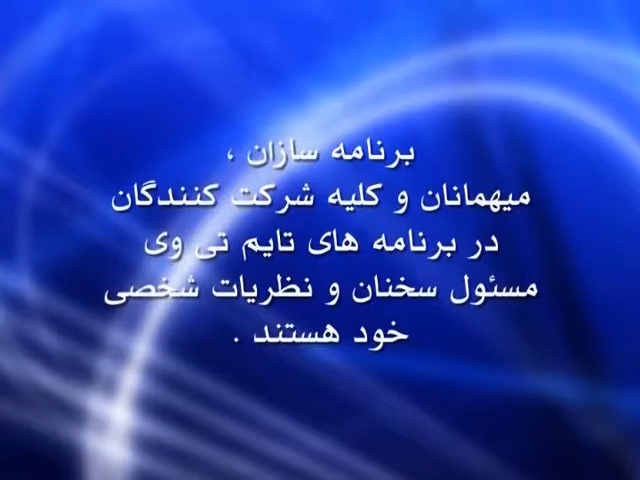 برنامه سازان ،
میهمانان و کلیه شرکت کنندگان
در برنامه های تایم تی وی
مسئول سخنان و نظریات شخصی
خود هستند .